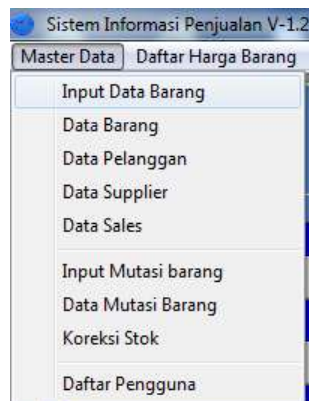 Sistem Informasi Penjualan V-1.2
Master Data Daftar Harga Barang
Input Data Barang
Data Barang
Data Pelanggan
Data Supplier
Data Sales
Input Mutasi barang
Data Mutasi Barang
Koreksi Stok
Daftar Pengguna